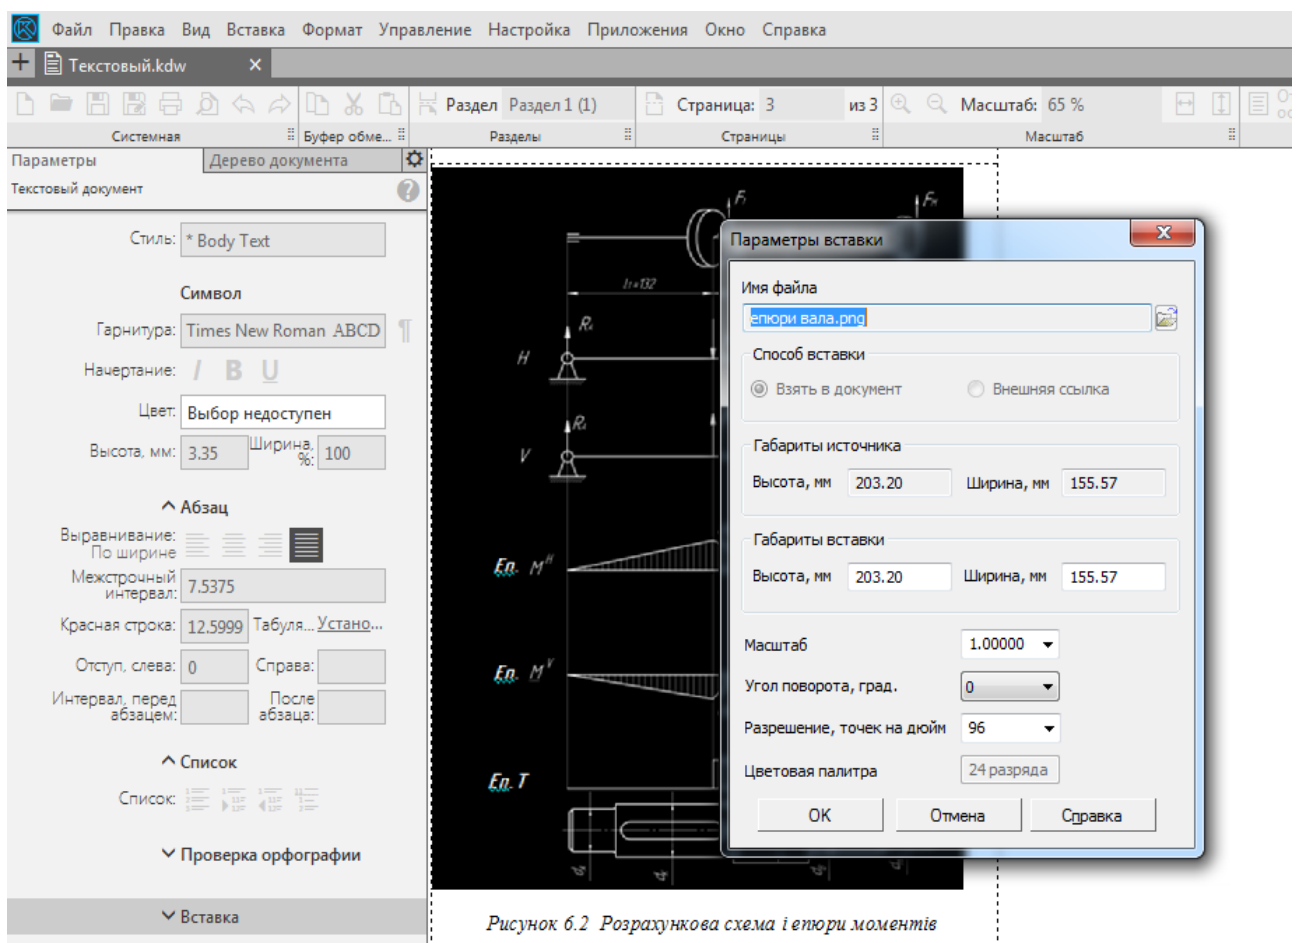 Файл Правка Вид Вставка Формат Управление Настройка Приложения Окно Справка
Текстовый.kdw
Раздел Раздел 1 (1) Страница: 3 из 3 Масштаб: 65 %
Системная Буфер обме... Разделы Страницы Масштаб
Параметры Дерево документа
Текстовый документ
Стиль: * Body Text
Символ
Гарнитура: Times New Roman ABCD
Начертание: I B U
Цвет: Выбор недоступен
Высота, мм: 3.35 Ширина, %: 100
Абзац
Выравнивание: По ширине
Межстрочный интервал: 7.5375
Красная строка: 12.5999 Табуля... Устано...
Отступ, слева: 0 Справа:
Интервал, перед абзацем: После абзаца:
Список
Список:
Проверка орфографии
Вставка
l₁=132
H
V
Еп. Mᴴ
Еп. Mⱽ
Еп. T
Рисунок 6.2 Розрахункова схема і епюри моментів
Параметры вставки
Имя файла
епюри вала.png
Способ вставки
Взять в документ Внешняя ссылка
Габариты источника
Высота, мм 203.20 Ширина, мм 155.57
Габариты вставки
Высота, мм 203.20 Ширина, мм 155.57
Масштаб 1.00000
Угол поворота, град. 0
Разрешение, точек на дюйм 96
Цветовая палитра 24 разряда
OK Отмена Справка